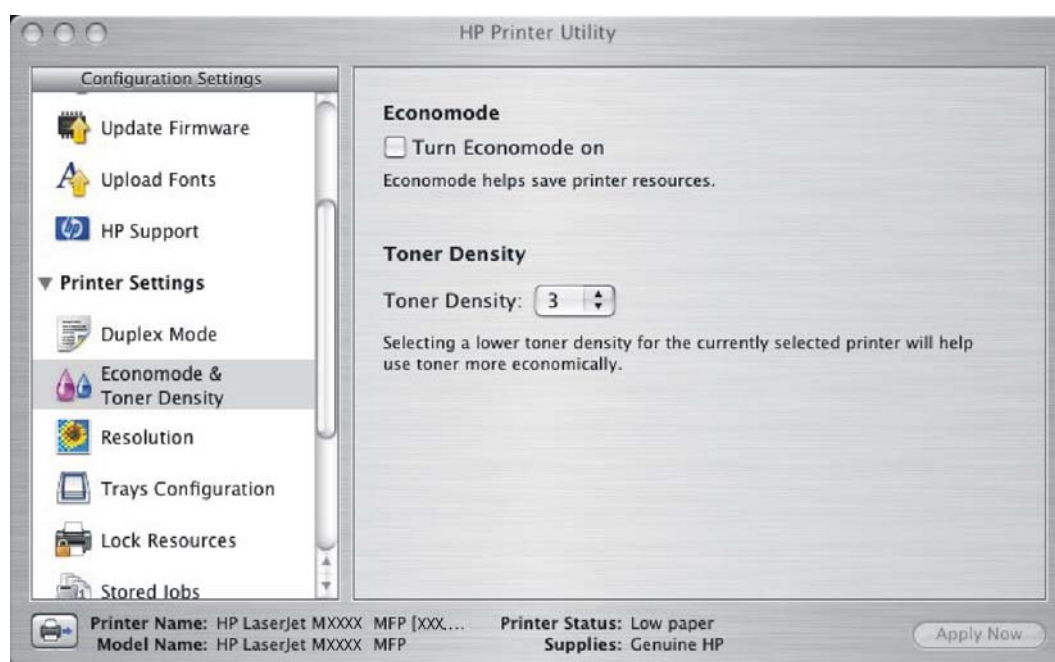 HP Printer Utility
Configuration Settings
Update Firmware
Upload Fonts
hp
HP Support
Printer Settings
Duplex Mode
Economode &
Toner Density
Resolution
Trays Configuration
Lock Resources
Stored Jobs
Economode
Turn Economode on
Economode helps save printer resources.
Toner Density
Toner Density: 3
Selecting a lower toner density for the currently selected printer will help
use toner more economically.
Printer Name: HP LaserJet MXXXX MFP [XXX.... Printer Status: Low paper
Model Name: HP LaserJet MXXXX MFP Supplies: Genuine HP
Apply Now